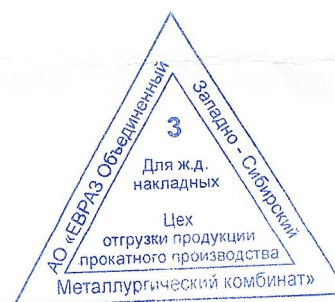 АО «ЕВРАЗ Объединенный
Западно - Сибирский
Металлургический комбинат»
3
Для ж.д.
накладных
Цех
отгрузки продукции
прокатного производства